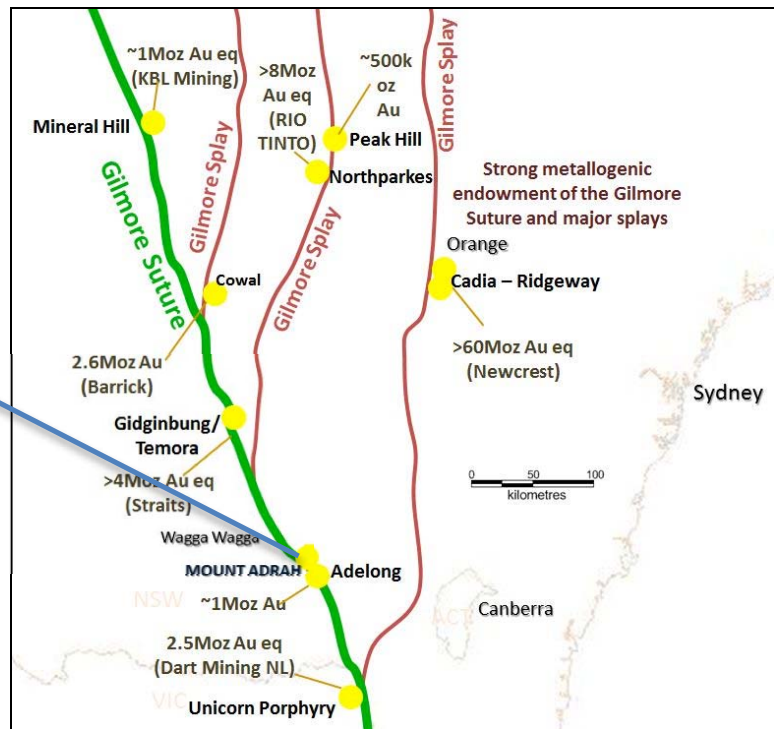 ~1Moz Au eq
(KBL Mining)
Mineral Hill
>8Moz
Au eq
(RIO
TINTO)
~500k
oz
Au
Peak Hill
Northparkes
Gilmore Splay
Gilmore Splay
Gilmore Splay
Gilmore Suture
Strong metallogenic
endowment of the Gilmore
Suture and major splays
Orange
Cadia – Ridgeway
>60Moz Au eq
(Newcrest)
Cowal
2.6Moz Au
(Barrick)
Sydney
Gidginbung/
Temora
>4Moz Au eq
(Straits)
0 50 100
kilometres
Wagga Wagga
MOUNT ADRAH
Adelong
~1Moz Au
NSW
ACT
Canberra
2.5Moz Au eq
(Dart Mining NL)
VIC
Unicorn Porphyry